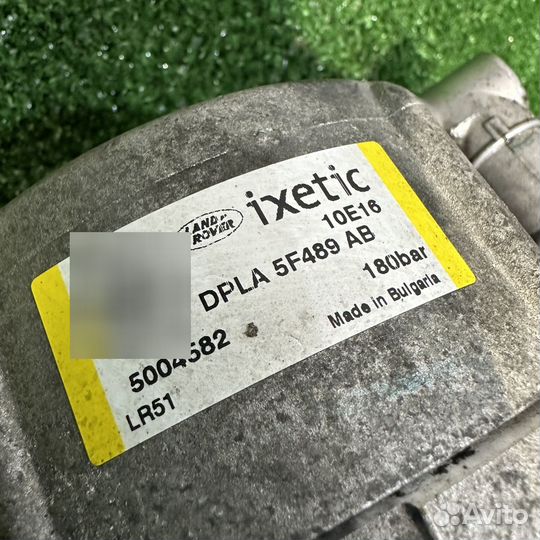 LAND ROVER
ixetic
10E16
DPLA 5F489 AB
180bar
5004582
Made in Bulgaria
LR51
Avito